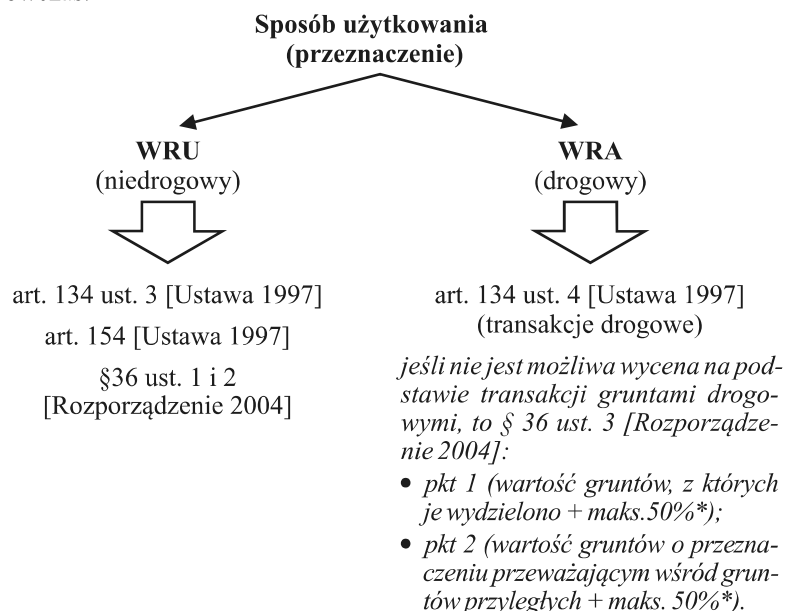 Sposób użytkowania
(przeznaczenie)
WRU
(niedrogowy)
WRA
(drogowy)
art. 134 ust. 3 [Ustawa 1997]
art. 154 [Ustawa 1997]
§36 ust. 1 i 2
[Rozporządzenie 2004]
art. 134 ust. 4 [Ustawa 1997]
(transakcje drogowe)
jeśli nie jest możliwa wycena na pod-
stawie transakcji gruntami drogo-
wymi, to § 36 ust. 3 [Rozporządze-
nie 2004]:
• pkt 1 (wartość gruntów, z których
je wydzielono + maks.50%*);
• pkt 2 (wartość gruntów o przezna-
czeniu przeważającym wśród grun-
tów przyległych + maks. 50%*).